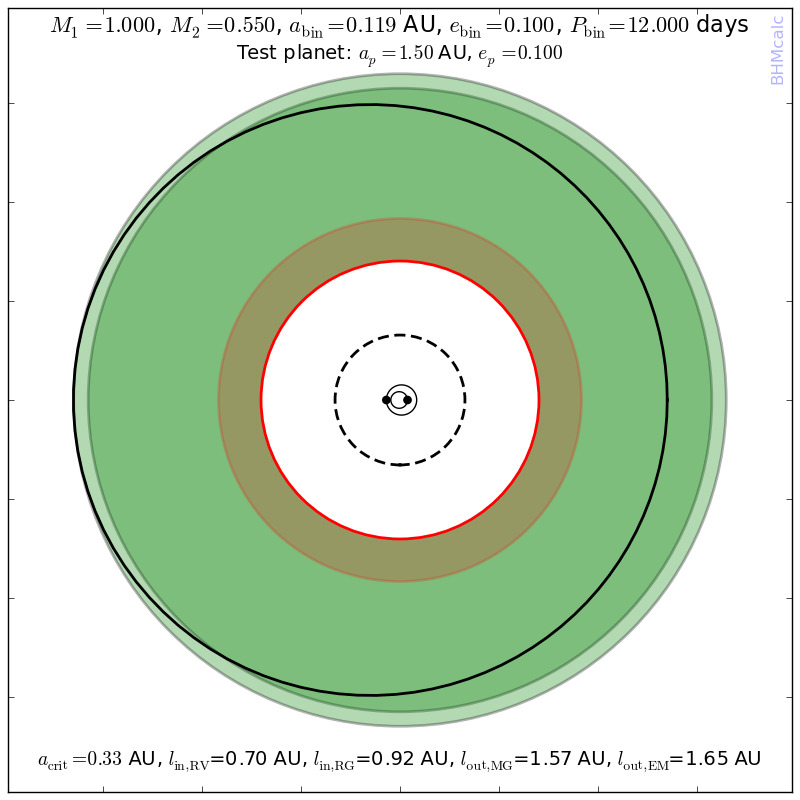 M₁ =1.000, M₂ =0.550, a_bin =0.119 AU, e_bin =0.100, P_bin =12.000 days
Test planet: a_p =1.50 AU, e_p =0.100
BHMcalc
a_crit =0.33 AU, l_in,RV=0.70 AU, l_in,RG=0.92 AU, l_out,MG=1.57 AU, l_out,EM=1.65 AU